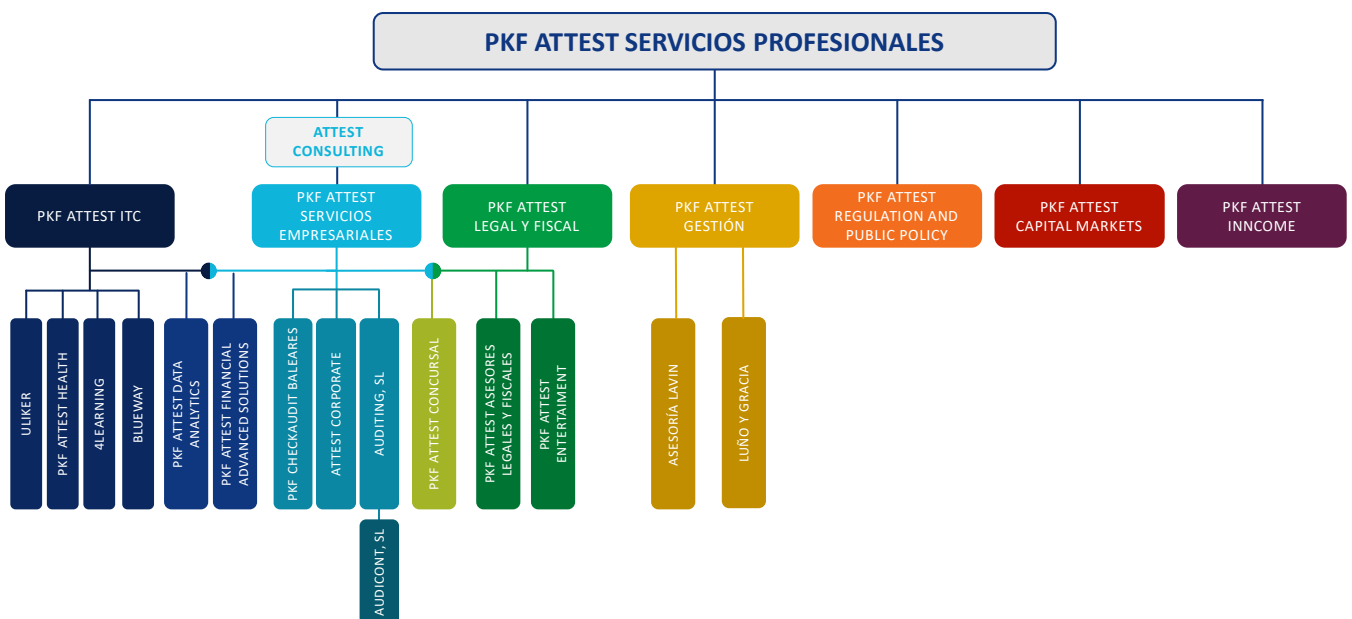 PKF ATTEST SERVICIOS PROFESIONALES
ATTEST
CONSULTING
PKF ATTEST ITC
PKF ATTEST
SERVICIOS
EMPRESARIALES
PKF ATTEST
LEGAL Y FISCAL
PKF ATTEST
GESTIÓN
PKF ATTEST
REGULATION AND
PUBLIC POLICY
PKF ATTEST
CAPITAL MARKETS
PKF ATTEST
INNCOME
ULIKER
PKF ATTEST HEALTH
4LEARNING
BLUEWAY
PKF ATTEST DATA
ANALYTICS
PKF ATTEST FINANCIAL
ADVANCED SOLUTIONS
PKF CHECKAUDIT BALEARES
ATTEST CORPORATE
AUDITING, SL
PKF ATTEST CONCURSAL
PKF ATTEST ASESORES
LEGALES Y FISCALES
PKF ATTEST
ENTERTAIMENT
ASESORÍA LAVIN
LUÑO Y GRACIA
AUDICONT, SL